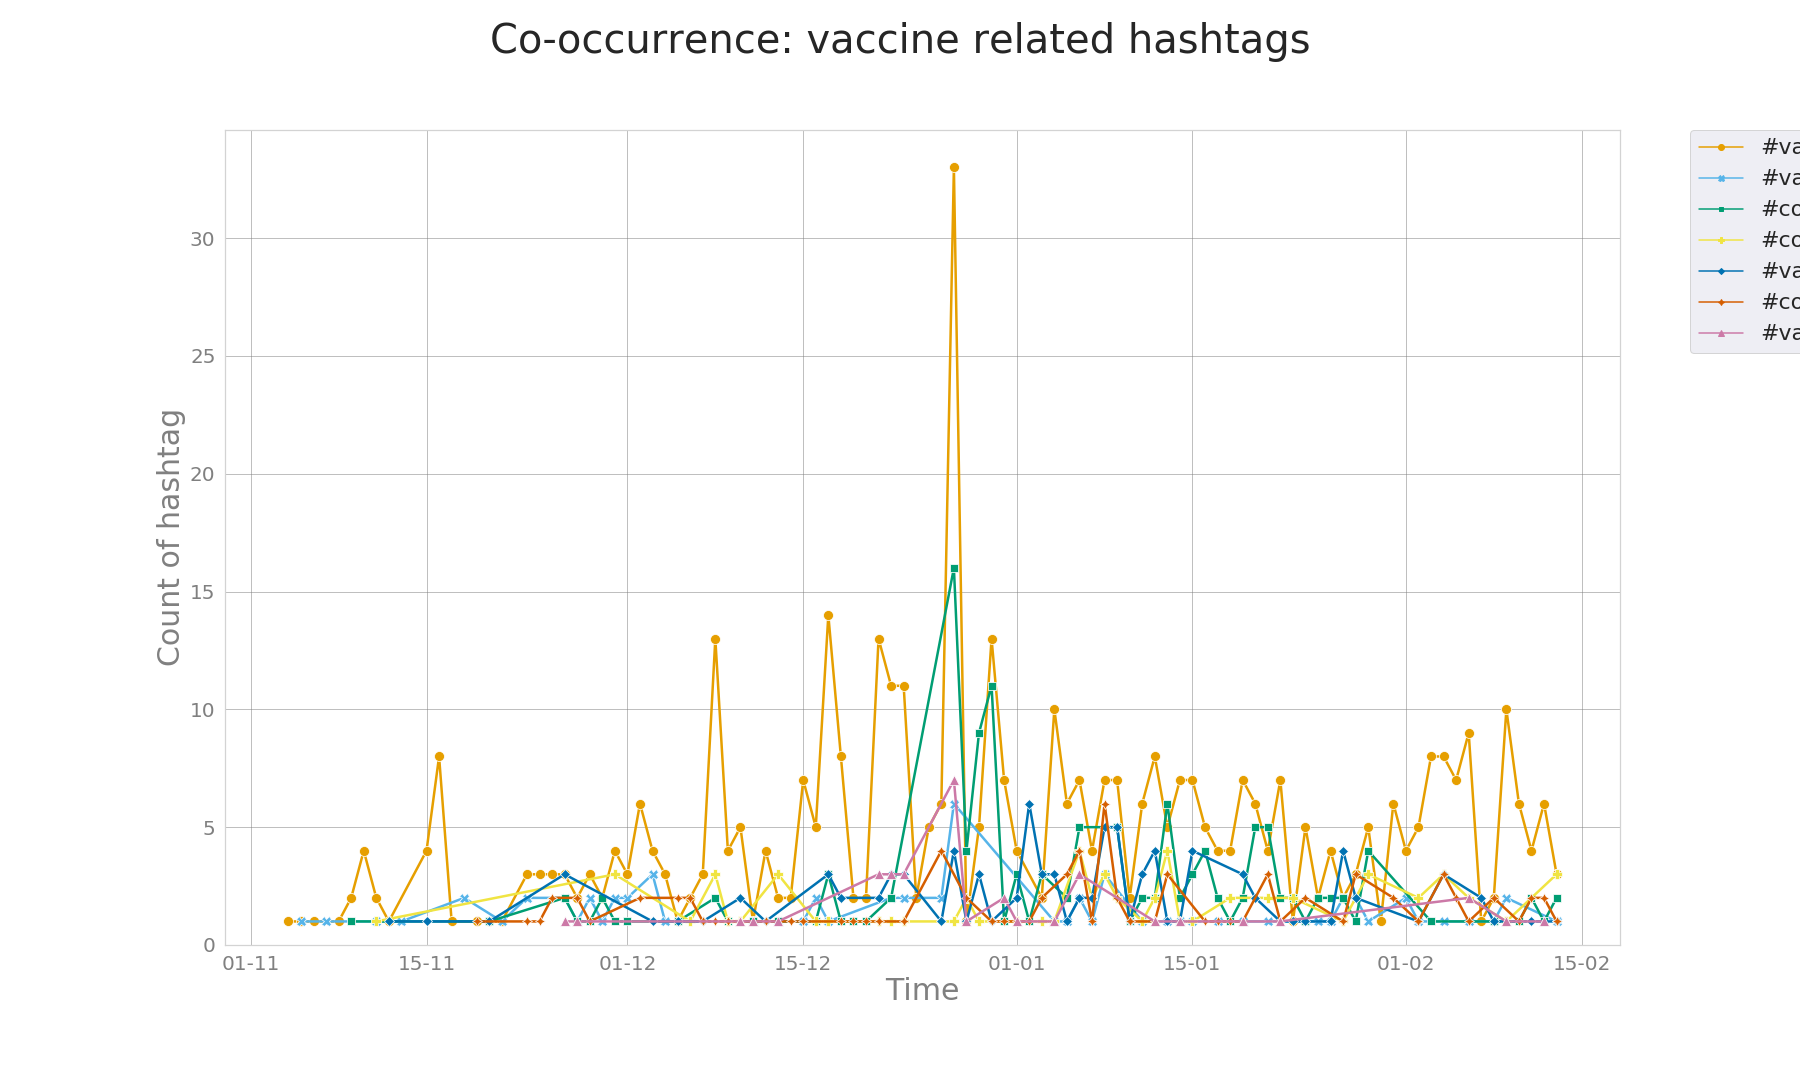 Co-occurrence: vaccine related hashtags
Count of hashtag
30
25
20
15
10
5
0
01-11 15-11 01-12 15-12 01-01 15-01 01-02 15-02
Time
#va
#va
#co
#co
#va
#co
#va